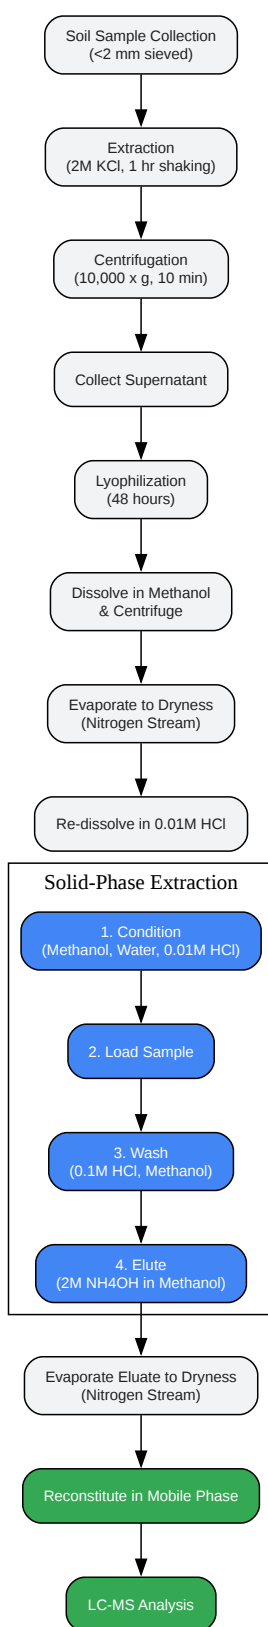 Soil Sample Collection
(<2 mm sieved)
Extraction
(2M KCl, 1 hr shaking)
Centrifugation
(10,000 x g, 10 min)
Collect Supernatant
Lyophilization
(48 hours)
Dissolve in Methanol
& Centrifuge
Evaporate to Dryness
(Nitrogen Stream)
Re-dissolve in 0.01M HCl
Solid-Phase Extraction
1. Condition
(Methanol, Water, 0.01M HCl)
2. Load Sample
3. Wash
(0.1M HCl, Methanol)
4. Elute
(2M NH4OH in Methanol)
Evaporate Eluate to Dryness
(Nitrogen Stream)
Reconstitute in Mobile Phase
LC-MS Analysis